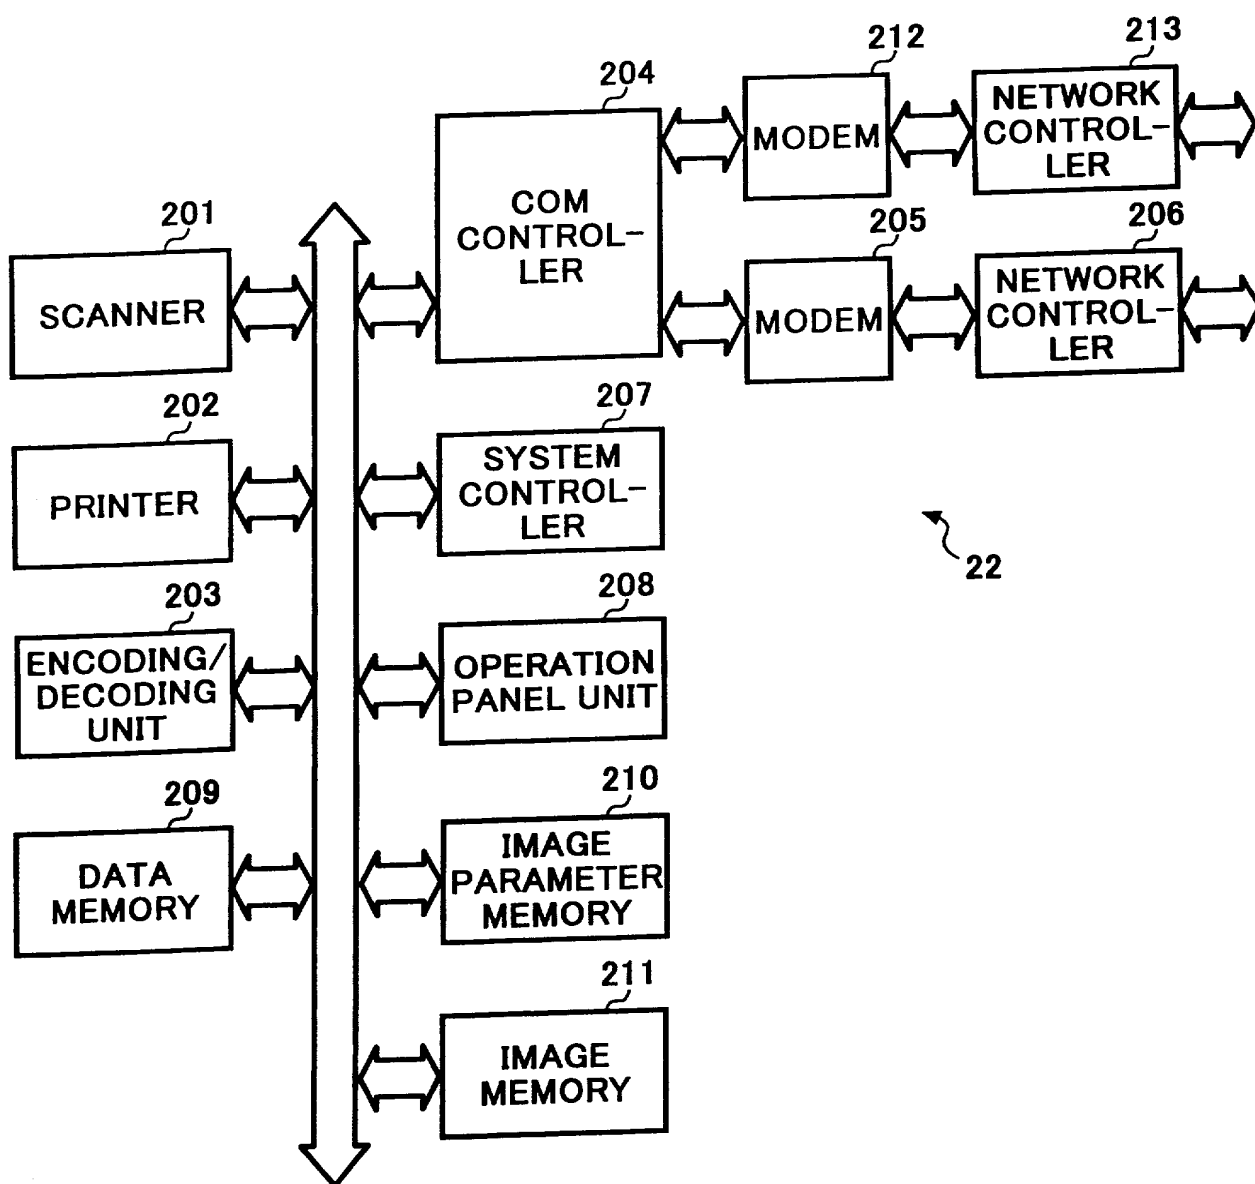 212
213
204
MODEM
NETWORK
CONTROL-
LER
COM
CONTROL-
LER
201
SCANNER
205
MODEM
206
NETWORK
CONTROL-
LER
202
PRINTER
207
SYSTEM
CONTROL-
LER
22
203
ENCODING/
DECODING
UNIT
208
OPERATION
PANEL UNIT
209
DATA
MEMORY
210
IMAGE
PARAMETER
MEMORY
211
IMAGE
MEMORY